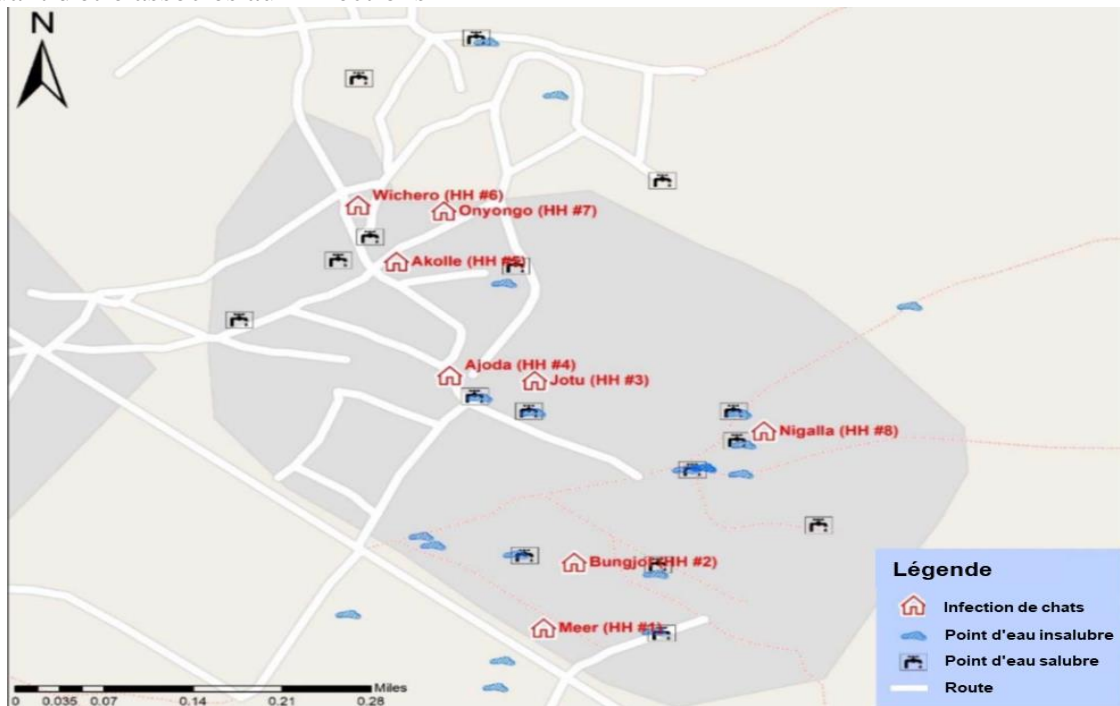 N
Wichero (HH #6)
Onyongo (HH #7)
Akolle (HH #5)
Ajoda (HH #4)
Jotu (HH #3)
Nigalla (HH #8)
Bungjo (HH #2)
Meer (HH #1)
Légende
Infection de chats
Point d'eau insalubre
Point d'eau salubre
Route
Miles
0 0.035 0.07 0.14 0.21 0.28